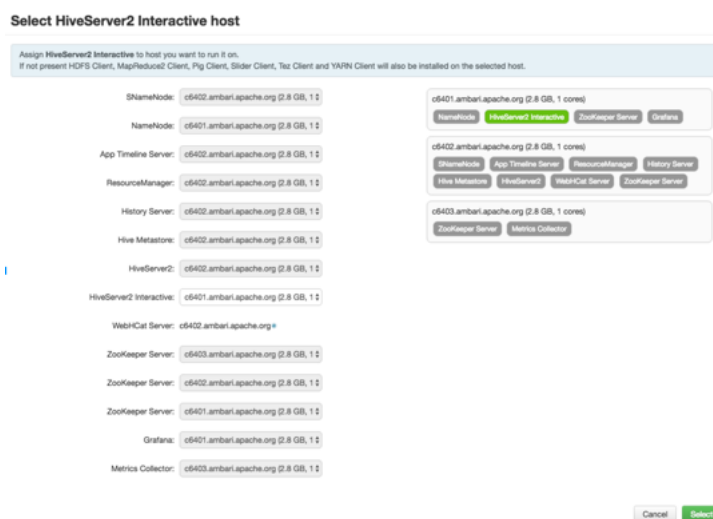 Select HiveServer2 Interactive host
Assign HiveServer2 Interactive to host you want to run it on.
If not present HDFS Client, MapReduce2 Client, Pig Client, Slider Client, Tez Client and YARN Client will also be installed on the selected host.
SNameNode: c6402.ambari.apache.org (2.8 GB, 1
NameNode: c6401.ambari.apache.org (2.8 GB, 1
App Timeline Server: c6402.ambari.apache.org (2.8 GB, 1
ResourceManager: c6402.ambari.apache.org (2.8 GB, 1
History Server: c6402.ambari.apache.org (2.8 GB, 1
Hive Metastore: c6402.ambari.apache.org (2.8 GB, 1
HiveServer2: c6402.ambari.apache.org (2.8 GB, 1
HiveServer2 Interactive: c6401.ambari.apache.org (2.8 GB, 1
WebHCat Server: c6402.ambari.apache.org
ZooKeeper Server: c6403.ambari.apache.org (2.8 GB, 1
ZooKeeper Server: c6402.ambari.apache.org (2.8 GB, 1
ZooKeeper Server: c6401.ambari.apache.org (2.8 GB, 1
Grafana: c6401.ambari.apache.org (2.8 GB, 1
Metrics Collector: c6403.ambari.apache.org (2.8 GB, 1
c6401.ambari.apache.org (2.8 GB, 1 cores)
NameNode HiveServer2 Interactive ZooKeeper Server Grafana
c6402.ambari.apache.org (2.8 GB, 1 cores)
SNameNode App Timeline Server ResourceManager History Server
Hive Metastore HiveServer2 WebHCat Server ZooKeeper Server
c6403.ambari.apache.org (2.8 GB, 1 cores)
ZooKeeper Server Metrics Collector
Cancel Select